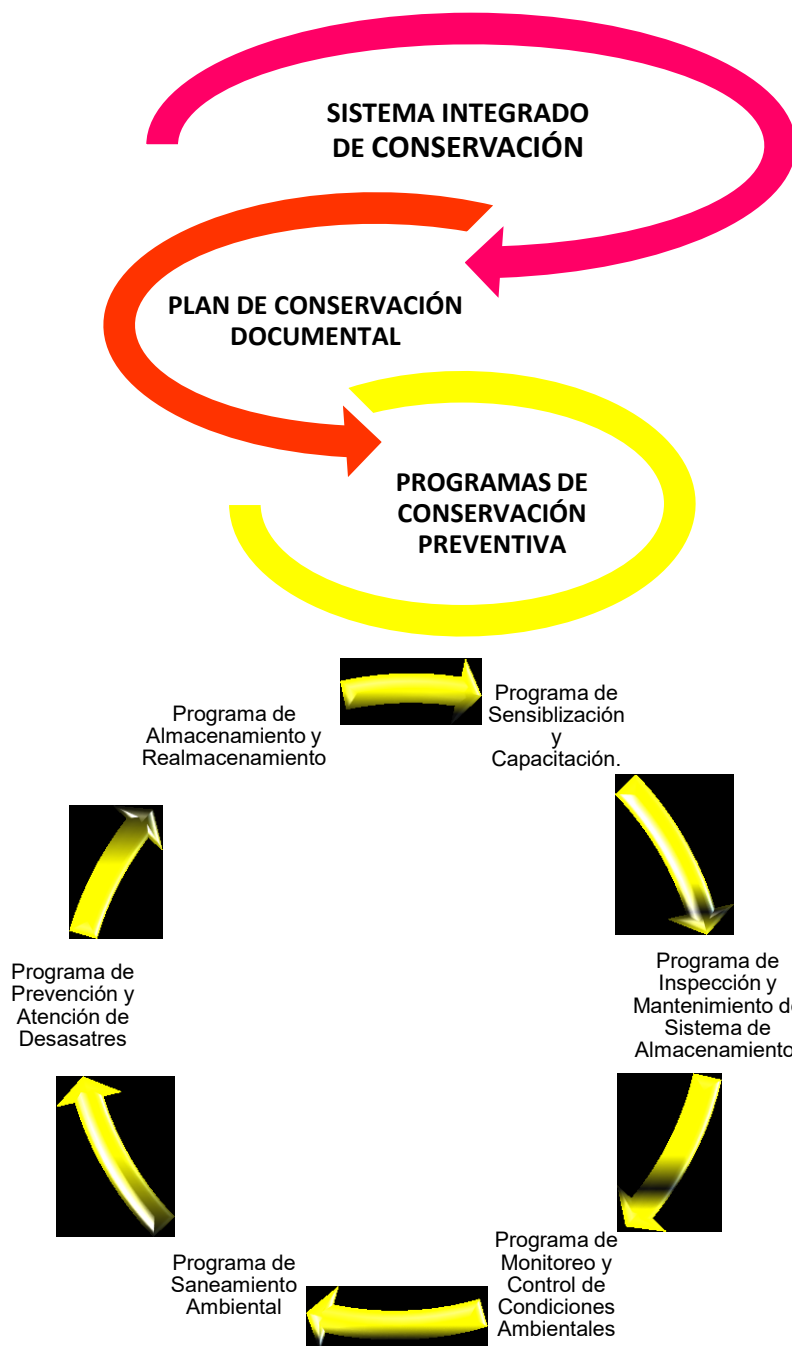 SISTEMA INTEGRADO
DE CONSERVACIÓN
PLAN DE CONSERVACIÓN
DOCUMENTAL
PROGRAMAS DE
CONSERVACIÓN
PREVENTIVA
Programa de
Almacenamiento y
Realmacenamiento
Programa de
Sensiblización
y
Capacitación.
Programa de
Inspección y
Mantenimiento de
Sistema de
Almacenamiento
Programa de
Monitoreo y
Control de
Condiciones
Ambientales
Programa de
Saneamiento
Ambiental
Programa de
Prevención y
Atención de
Desasatres